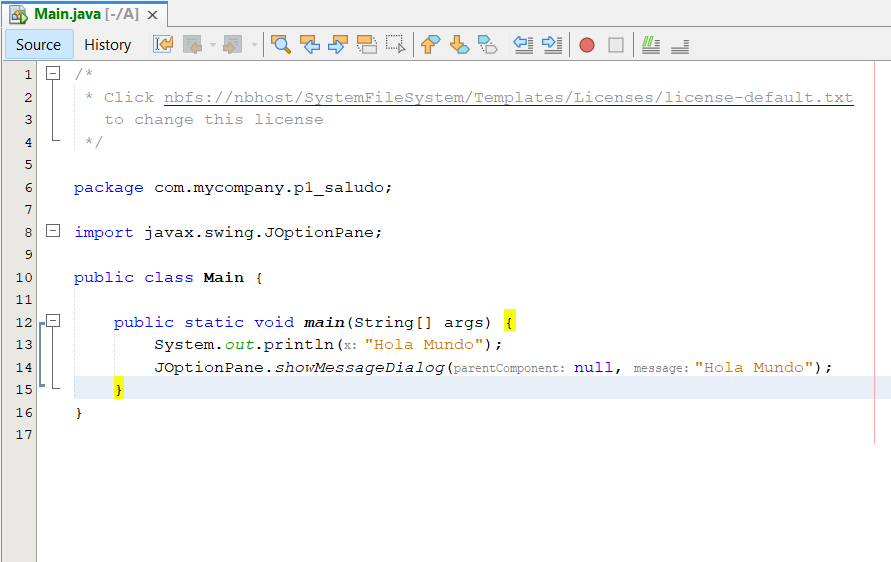 Main.java [-/A]
Source History
1 /*
2 * Click nbfs://nbhost/SystemFileSystem/Templates/Licenses/license-default.txt
3 to change this license
4 */
5
6 package com.mycompany.p1_saludo;
7
8 import javax.swing.JOptionPane;
9
10 public class Main {
11
12 public static void main(String[] args) {
13 System.out.println(x: "Hola Mundo");
14 JOptionPane.showMessageDialog(parentComponent: null, message: "Hola Mundo");
15 }
16 }
17